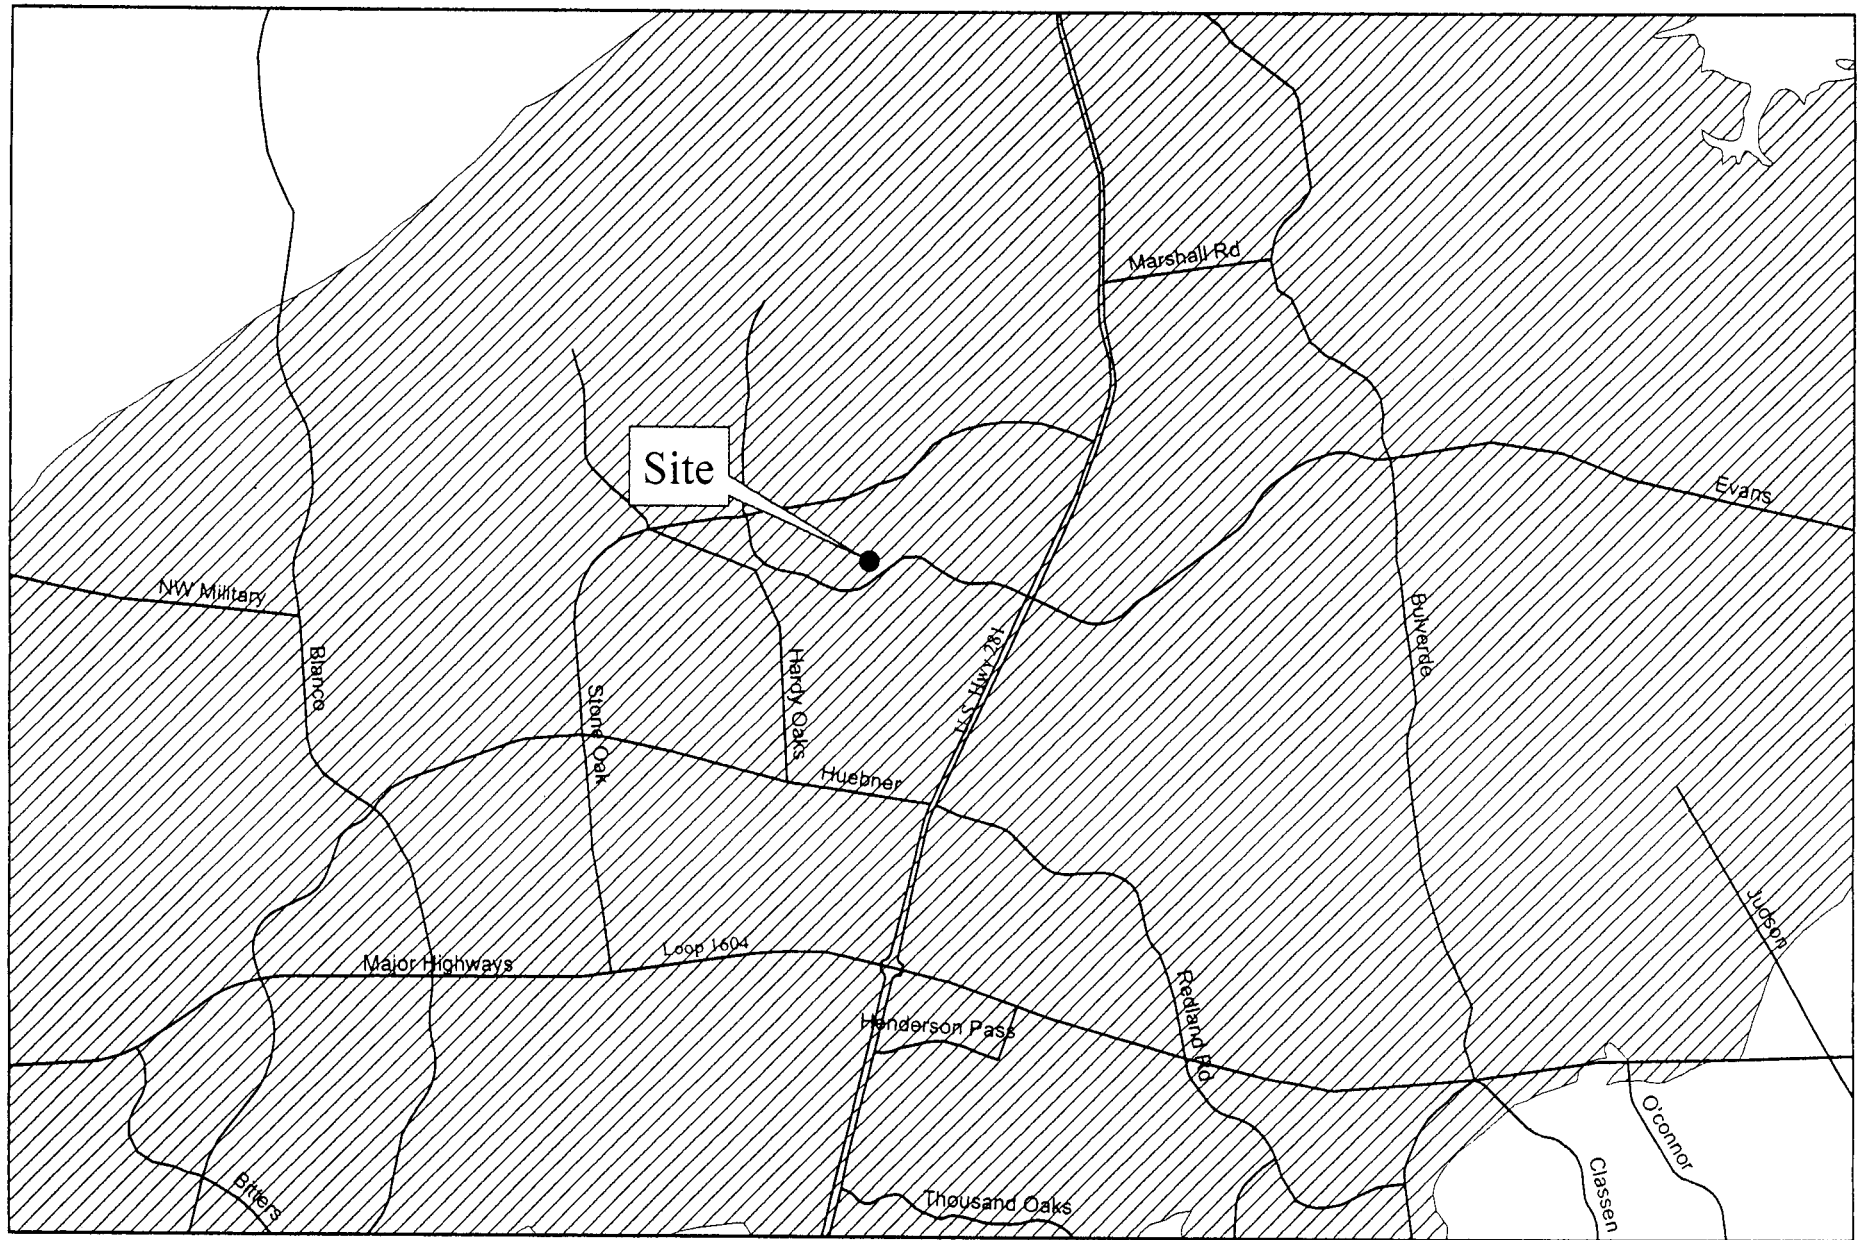 Marshall Rd
Site
Evans
NW Military
Bulverde
Blanco
Hardy Oaks
U.S. Hwy 281
Stone Oak
Huebner
Judson
Loop 1604
Major Highways
Redland Rd
Henderson Pass
O'connor
Classen
Bitters
Thousand Oaks